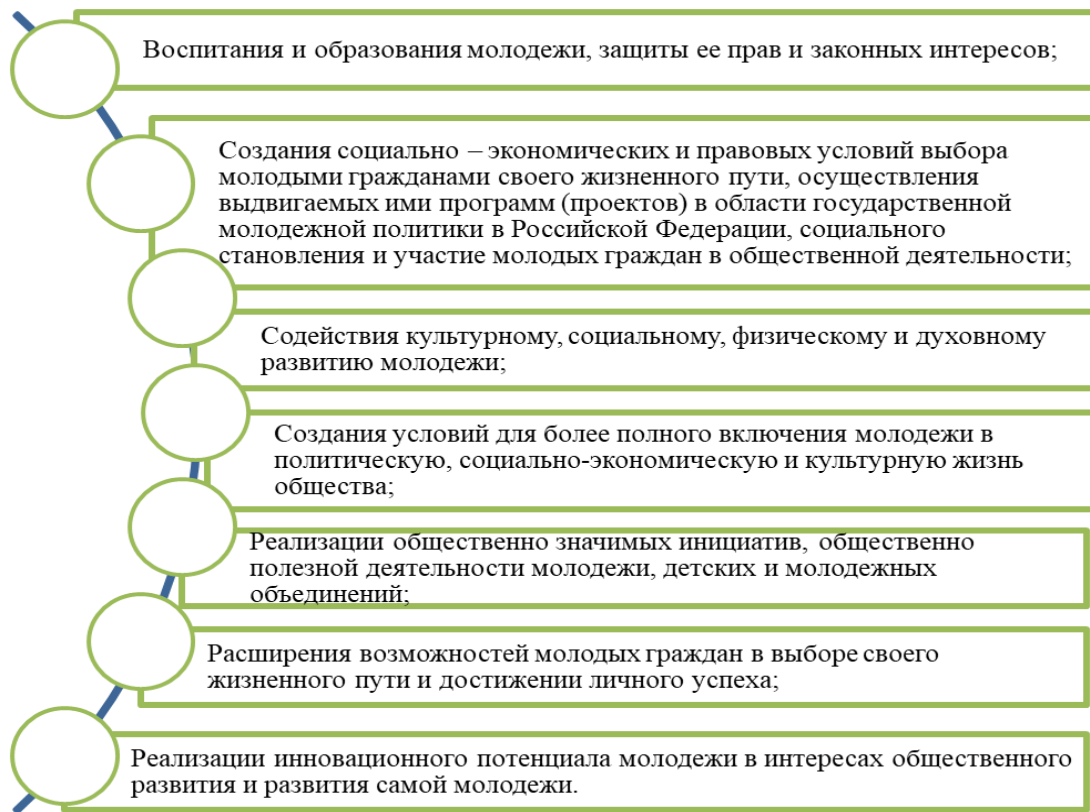 Воспитания и образования молодежи, защиты ее прав и законных интересов;
Создания социально – экономических и правовых условий выбора
молодыми гражданами своего жизненного пути, осуществления
выдвигаемых ими программ (проектов) в области государственной
молодежной политики в Российской Федерации, социального
становления и участие молодых граждан в общественной деятельности;
Содействия культурному, социальному, физическому и духовному
развитию молодежи;
Создания условий для более полного включения молодежи в
политическую, социально-экономическую и культурную жизнь
общества;
Реализации общественно значимых инициатив, общественно
полезной деятельности молодежи, детских и молодежных
объединений;
Расширения возможностей молодых граждан в выборе своего
жизненного пути и достижении личного успеха;
Реализации инновационного потенциала молодежи в интересах общественного
развития и развития самой молодежи.